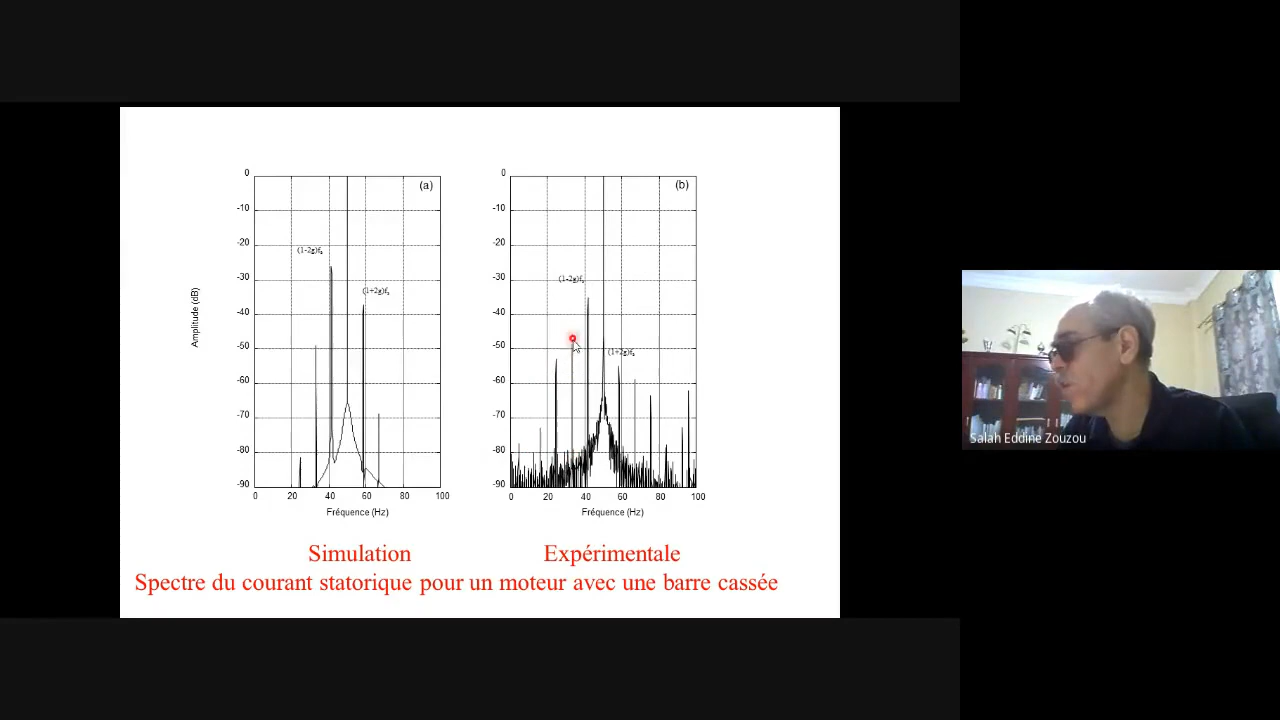 (a)
(b)
0
-10
-20
-30
-40
-50
-60
-70
-80
-90
0
20
40
60
80
100
Amplitude (dB)
Fréquence (Hz)
(1-2g)fs
(1+2g)fs
0
-10
-20
-30
-40
-50
-60
-70
-80
-90
0
20
40
60
80
100
Fréquence (Hz)
(1-2g)fs
(1+2g)fs
Simulation
Expérimentale
Spectre du courant statorique pour un moteur avec une barre cassée
Salah Eddine Zouzou